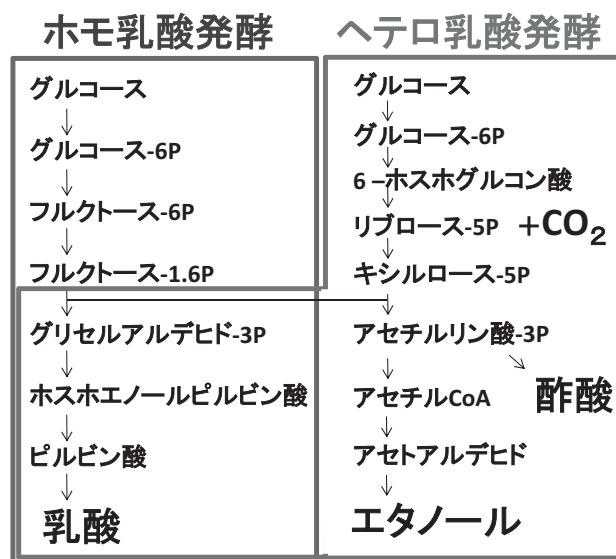 ホモ乳酸発酵
グルコース
グルコース-6P
フルクトース-6P
フルクトース-1.6P
グリセルアルデヒド-3P
ホスホエノールピルビン酸
ピルビン酸
乳酸
ヘテロ乳酸発酵
グルコース
グルコース-6P
6－ホスホグルコン酸
リブロース-5P +CO₂
キシルロース-5P
アセチルリン酸-3P
酢酸
アセチルCoA
アセトアルデヒド
エタノール